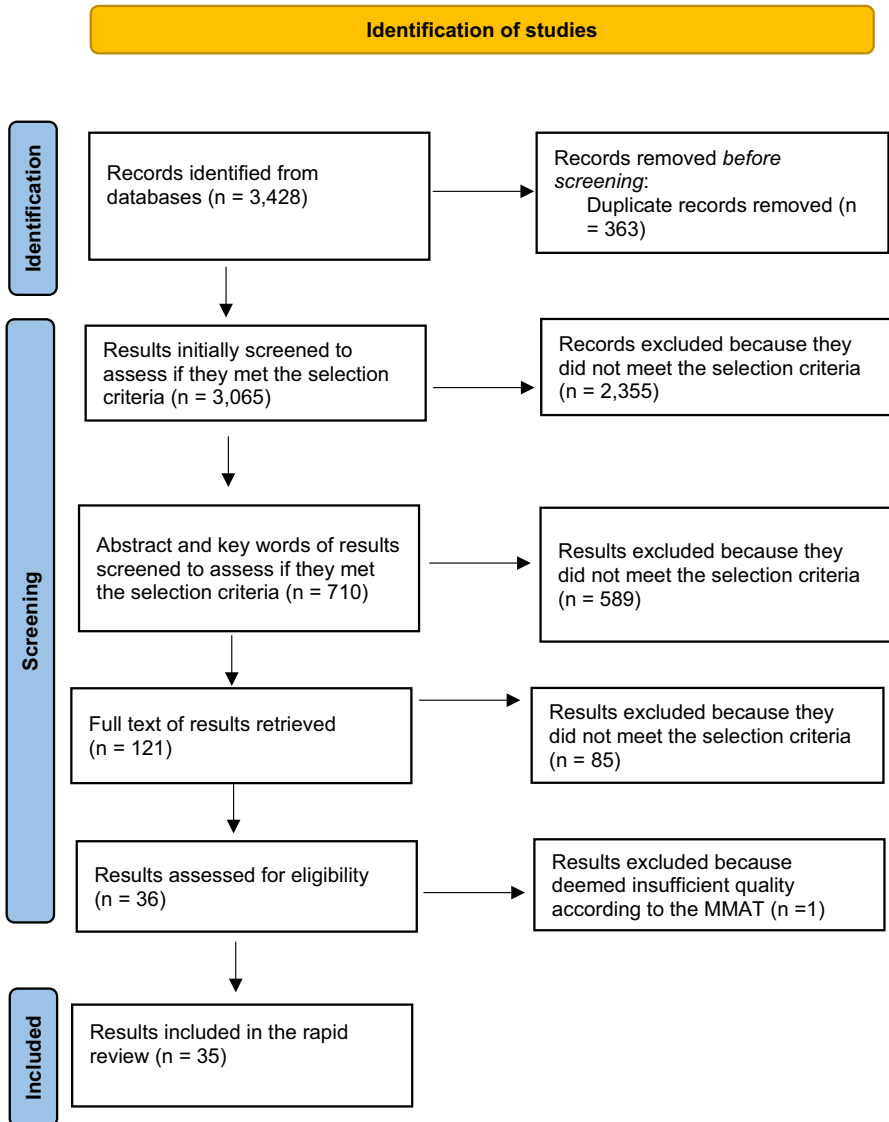 Identification of studies
Identification
Records identified from
databases (n = 3,428)
Records removed before
screening:
Duplicate records removed (n
= 363)
Screening
Results initially screened to
assess if they met the selection
criteria (n = 3,065)
Records excluded because they
did not meet the selection criteria
(n = 2,355)
Abstract and key words of results
screened to assess if they met
the selection criteria (n = 710)
Results excluded because they
did not meet the selection criteria
(n = 589)
Full text of results retrieved
(n = 121)
Results excluded because they
did not meet the selection criteria
(n = 85)
Results assessed for eligibility
(n = 36)
Results excluded because
deemed insufficient quality
according to the MMAT (n =1)
Included
Results included in the rapid
review (n = 35)